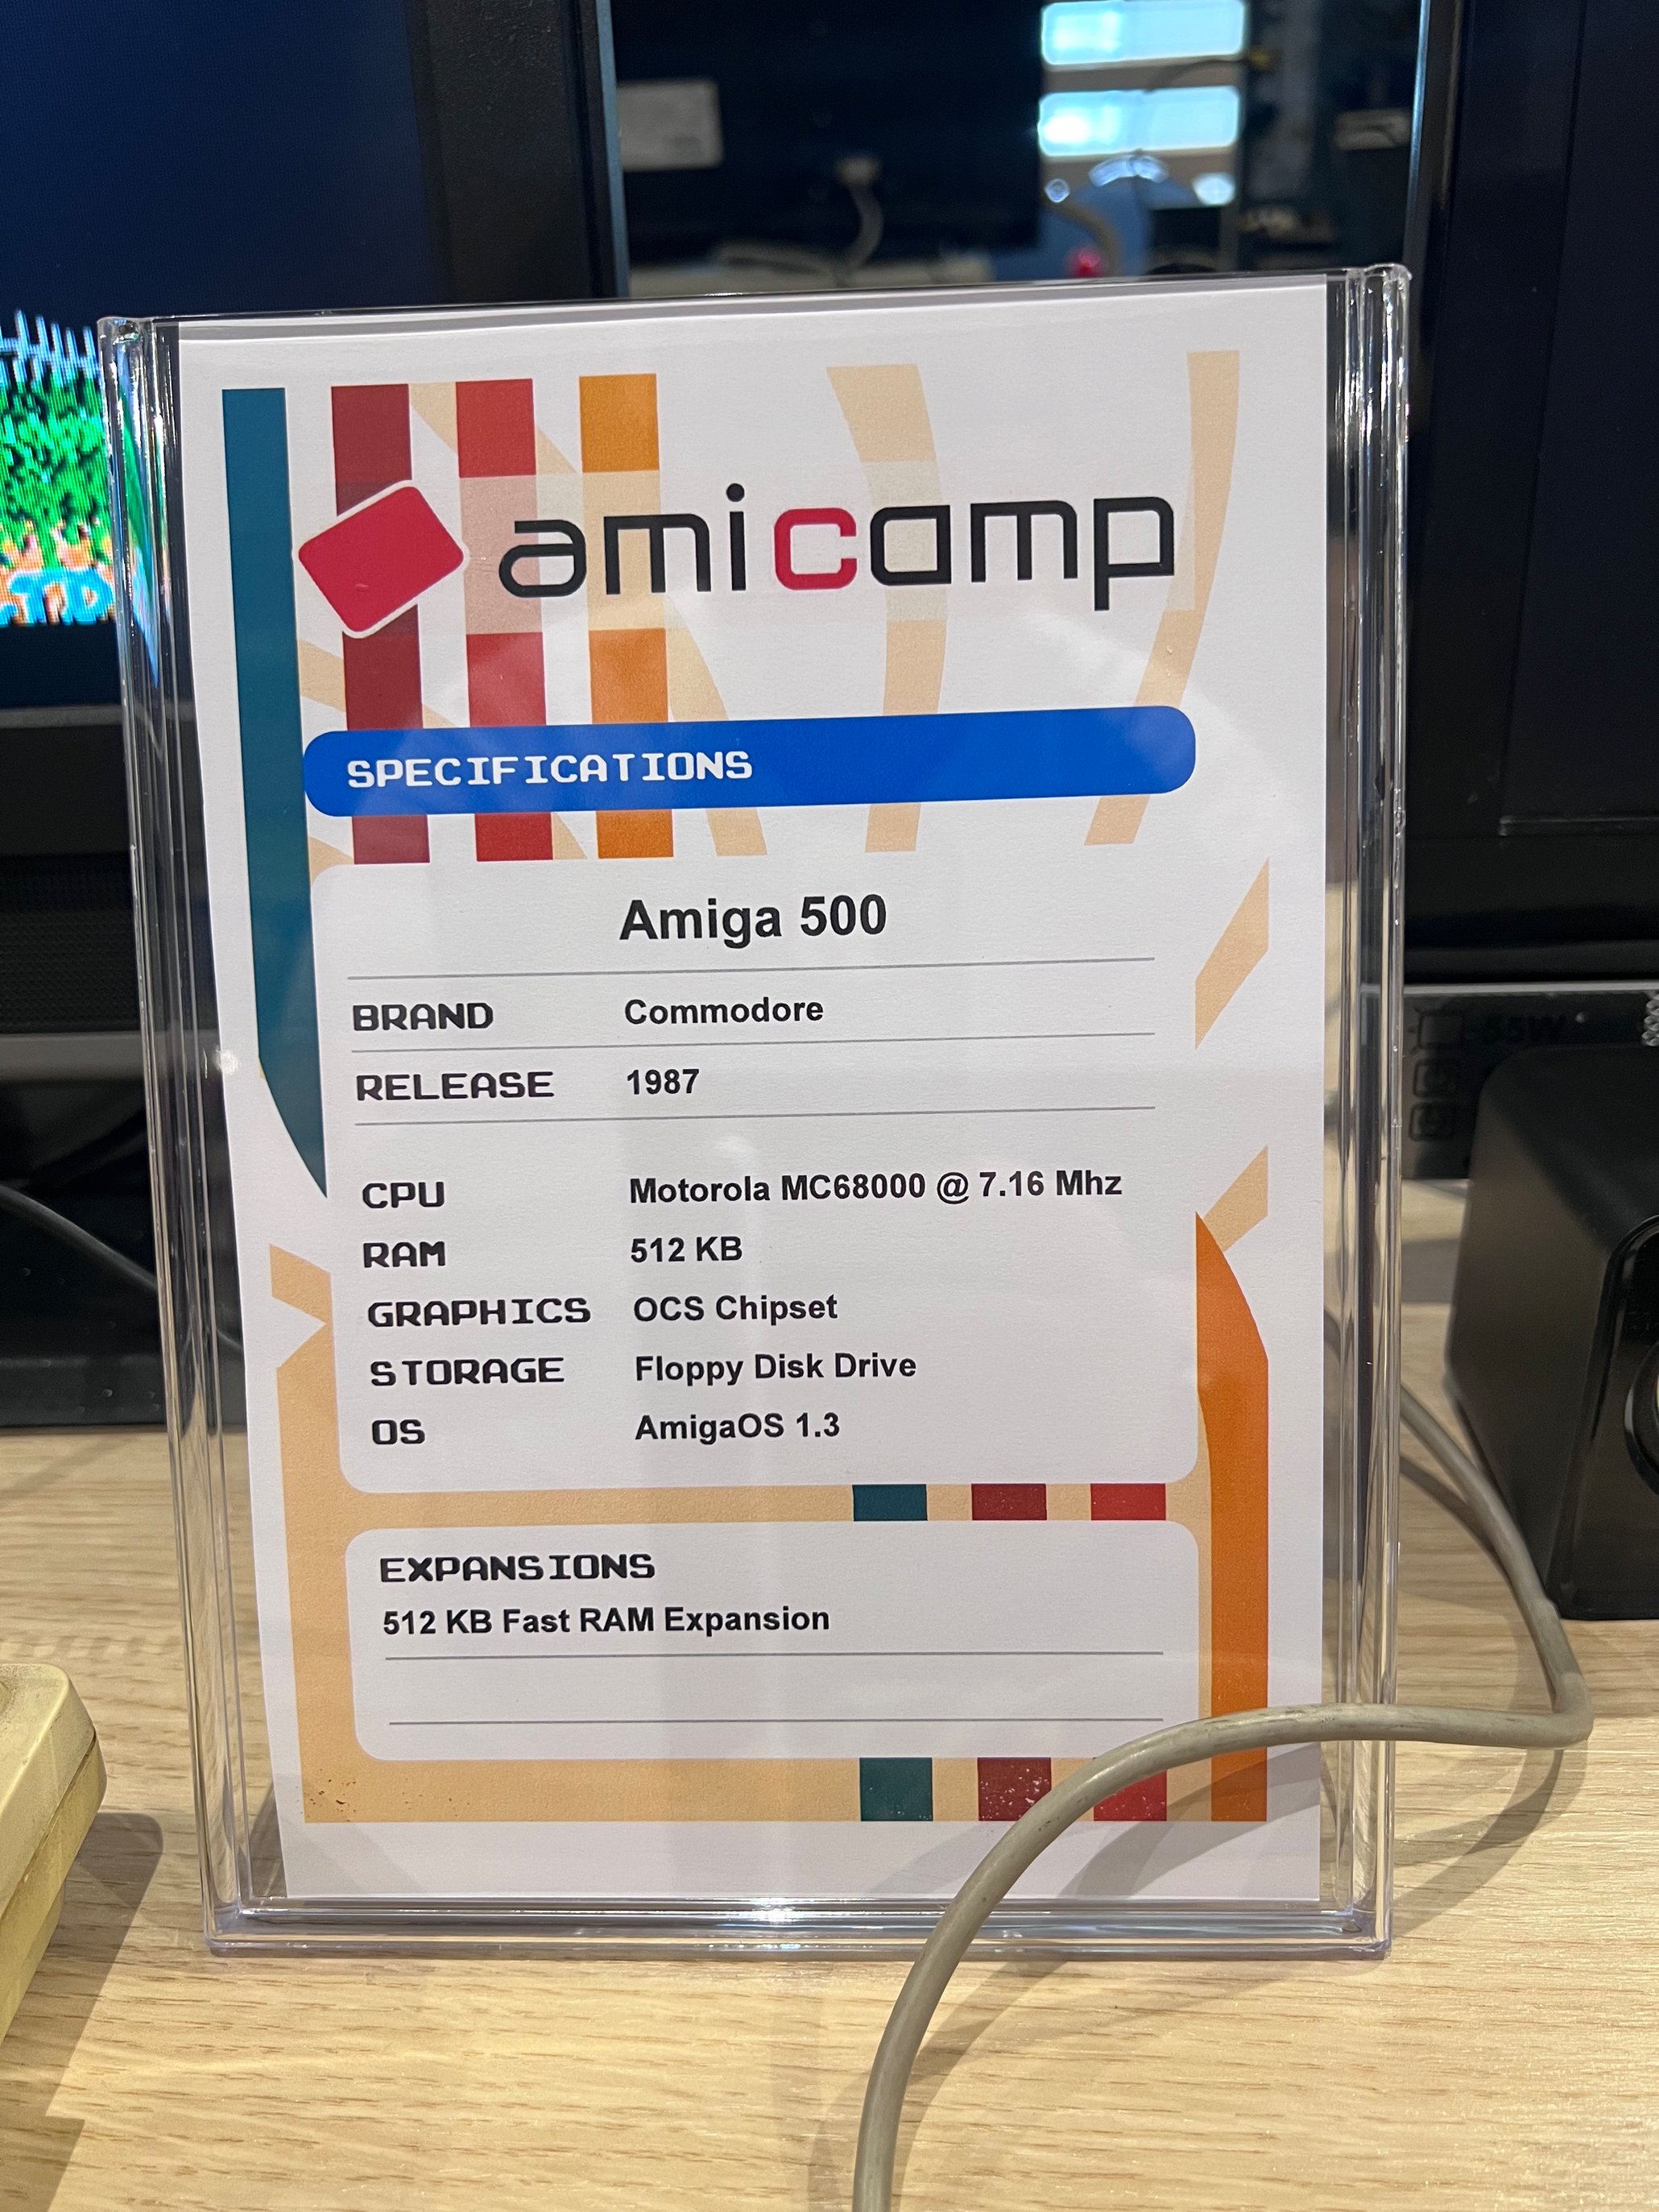 amicamp
SPECIFICATIONS
Amiga 500
BRAND Commodore
RELEASE 1987
CPU Motorola MC68000 @ 7.16 Mhz
RAM 512 KB
GRAPHICS OCS Chipset
STORAGE Floppy Disk Drive
OS AmigaOS 1.3
EXPANSIONS
512 KB Fast RAM Expansion
55W